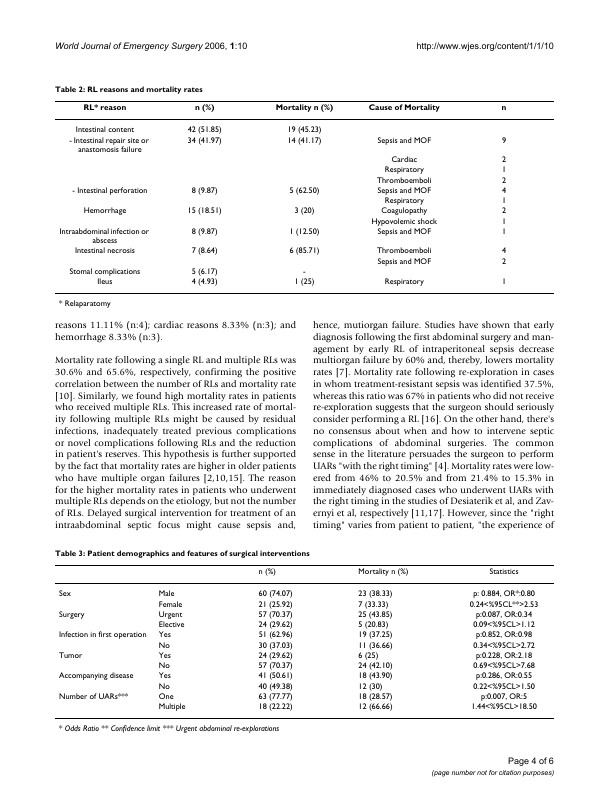 World Journal of Emergency Surgery 2006, 1:10 http://www.wjes.org/content/1/1/10
Table 2: RL reasons and mortality rates
RL* reason n (%) Mortality n (%) Cause of Mortality n
Intestinal content 42 (51.85) 19 (45.23)
- Intestinal repair site or 34 (41.97) 14 (41.17) Sepsis and MOF 9
anastomosis failure
Cardiac 2
Respiratory 1
Thromboemboli 2
- Intestinal perforation 8 (9.87) 5 (62.50) Sepsis and MOF 4
Respiratory 1
Hemorrhage 15 (18.51) 3 (20) Coagulopathy 2
Hypovolemic shock 1
Intraabdominal infection or 8 (9.87) 1 (12.50) Sepsis and MOF 1
abscess
Intestinal necrosis 7 (8.64) 6 (85.71) Thromboemboli 4
Sepsis and MOF 2
Stomal complications 5 (6.17) -
Ileus 4 (4.93) 1 (25) Respiratory 1
* Relaparatomy
reasons 11.11% (n:4); cardiac reasons 8.33% (n:3); and
hemorrhage 8.33% (n:3).
Mortality rate following a single RL and multiple RLs was
30.6% and 65.6%, respectively, confirming the positive
correlation between the number of RLs and mortality rate
[10]. Similarly, we found high mortality rates in patients
who received multiple RLs. This increased rate of mortal-
ity following multiple RLs might be caused by residual
infections, inadequately treated previous complications
or novel complications following RLs and the reduction
in patient's reserves. This hypothesis is further supported
by the fact that mortality rates are higher in older patients
who have multiple organ failures [2,10,15]. The reason
for the higher mortality rates in patients who underwent
multiple RLs depends on the etiology, but not the number
of RLs. Delayed surgical intervention for treatment of an
intraabdominal septic focus might cause sepsis and,
hence, mutiorgan failure. Studies have shown that early
diagnosis following the first abdominal surgery and man-
agement by early RL of intraperitoneal sepsis decrease
multiorgan failure by 60% and, thereby, lowers mortality
rates [7]. Mortality rate following re-exploration in cases
in whom treatment-resistant sepsis was identified 37.5%,
whereas this ratio was 67% in patients who did not receive
re-exploration suggests that the surgeon should seriously
consider performing a RL [16]. On the other hand, there's
no consensus about when and how to intervene septic
complications of abdominal surgeries. The common
sense in the literature persuades the surgeon to perform
UARs "with the right timing" [4]. Mortality rates were low-
ered from 46% to 20.5% and from 21.4% to 15.3% in
immediately diagnosed cases who underwent UARs with
the right timing in the studies of Desiaterik et al, and Zav-
ernyi et al, respectively [11,17]. However, since the "right
timing" varies from patient to patient, "the experience of
Table 3: Patient demographics and features of surgical interventions
n (%) Mortality n (%) Statistics
Sex Male 60 (74.07) 23 (38.33) p: 0.884, OR*:0.80
Female 21 (25.92) 7 (33.33) 0.24<%95CL**>2.53
Surgery Urgent 57 (70.37) 25 (43.85) p:0.087, OR:0.34
Elective 24 (29.62) 5 (20.83) 0.09<%95CL>1.12
Infection in first operation Yes 51 (62.96) 19 (37.25) p:0.852, OR:0.98
No 30 (37.03) 11 (36.66) 0.34<%95CL>2.72
Tumor Yes 24 (29.62) 6 (25) p:0.228, OR:2.18
No 57 (70.37) 24 (42.10) 0.69<%95CL>7.68
Accompanying disease Yes 41 (50.61) 18 (43.90) p:0.286, OR:0.55
No 40 (49.38) 12 (30) 0.22<%95CL>1.50
Number of UARs*** One 63 (77.77) 18 (28.57) p:0.007, OR:5
Multiple 18 (22.22) 12 (66.66) 1.44<%95CL>18.50
* Odds Ratio ** Confidence limit *** Urgent abdominal re-explorations
Page 4 of 6
(page number not for citation purposes)